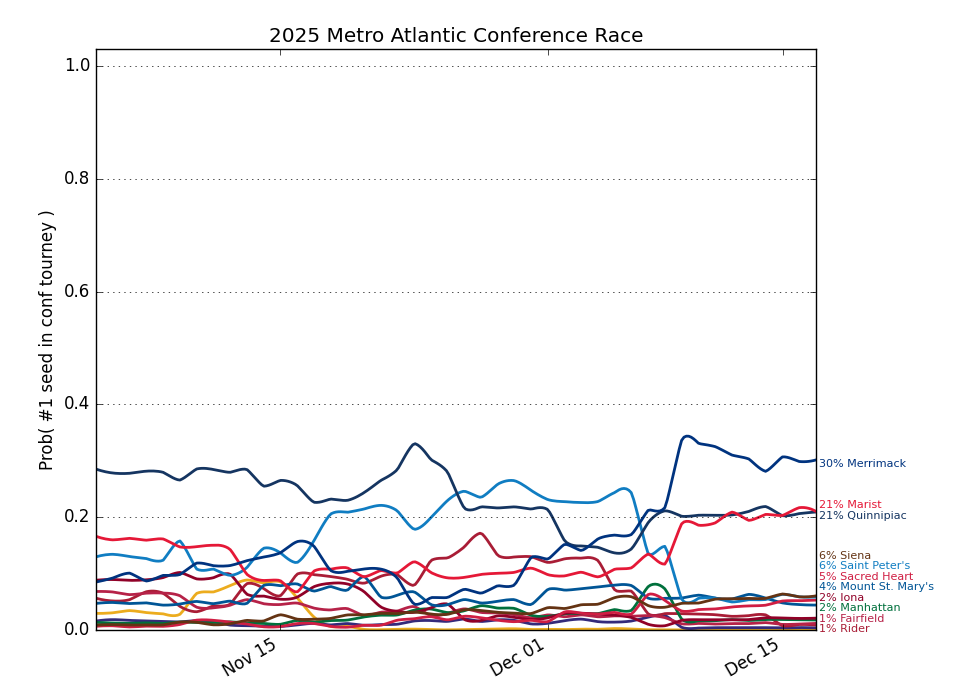 2025 Metro Atlantic Conference Race
Prob( #1 seed in conf tourney )
1.0
0.8
0.6
0.4
0.2
0.0
Nov 15
Dec 01
Dec 15
30% Merrimack
21% Marist
21% Quinnipiac
6% Siena
6% Saint Peter's
5% Sacred Heart
4% Mount St. Mary's
2% Iona
2% Manhattan
1% Fairfield
1% Rider